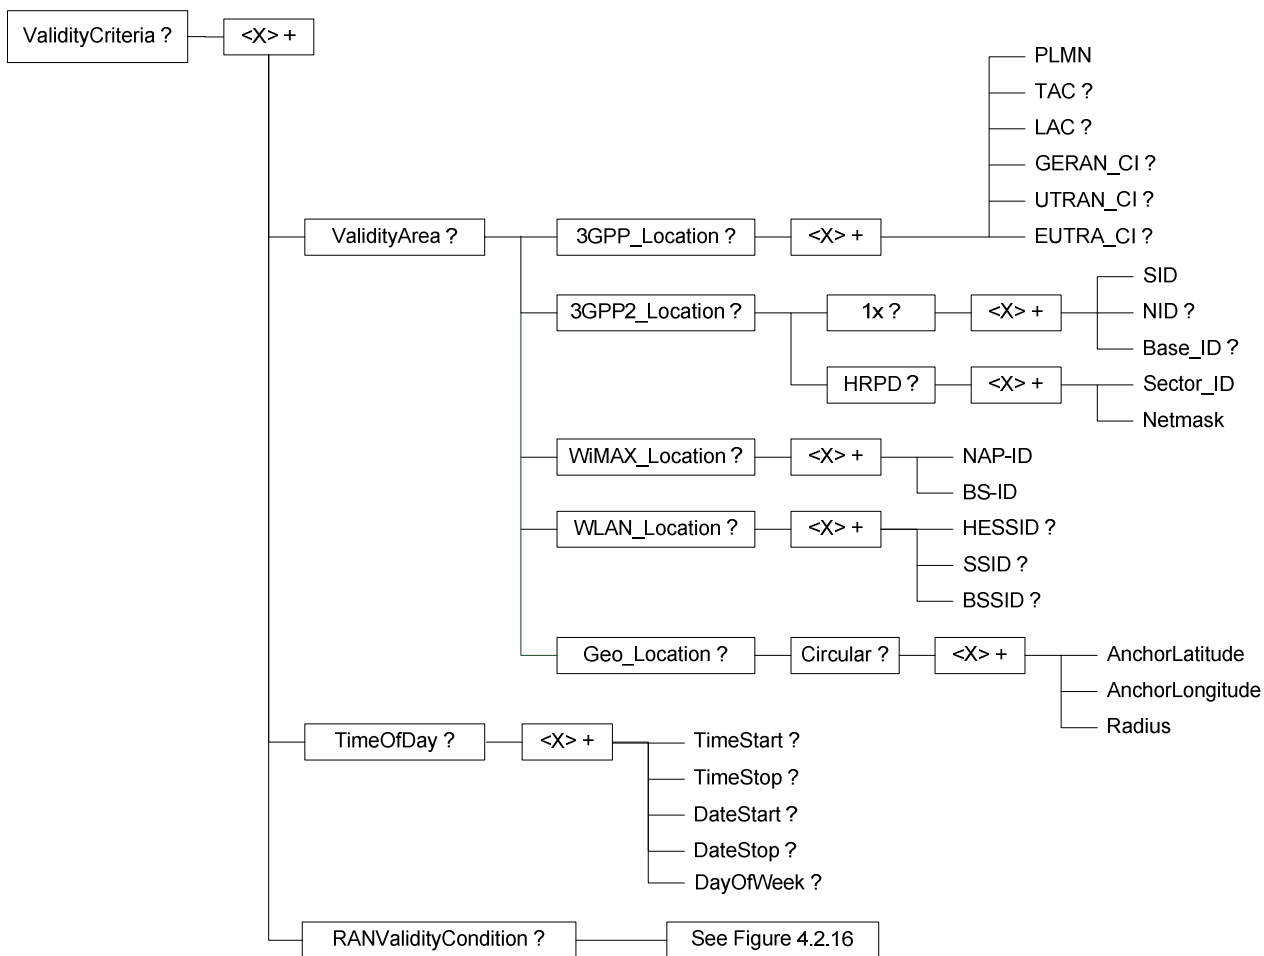 ValidityCriteria ?
<X> +
PLMN
TAC ?
LAC ?
GERAN_CI ?
UTRAN_CI ?
EUTRA_CI ?
ValidityArea ?
3GPP_Location ?
<X> +
3GPP2_Location ?
1x ?
<X> +
SID
NID ?
Base_ID ?
HRPD ?
<X> +
Sector_ID
Netmask
WiMAX_Location ?
<X> +
NAP-ID
BS-ID
WLAN_Location ?
<X> +
HESSID ?
SSID ?
BSSID ?
Geo_Location ?
Circular ?
<X> +
AnchorLatitude
AnchorLongitude
Radius
TimeOfDay ?
<X> +
TimeStart ?
TimeStop ?
DateStart ?
DateStop ?
DayOfWeek ?
RANValidityCondition ?
See Figure 4.2.16